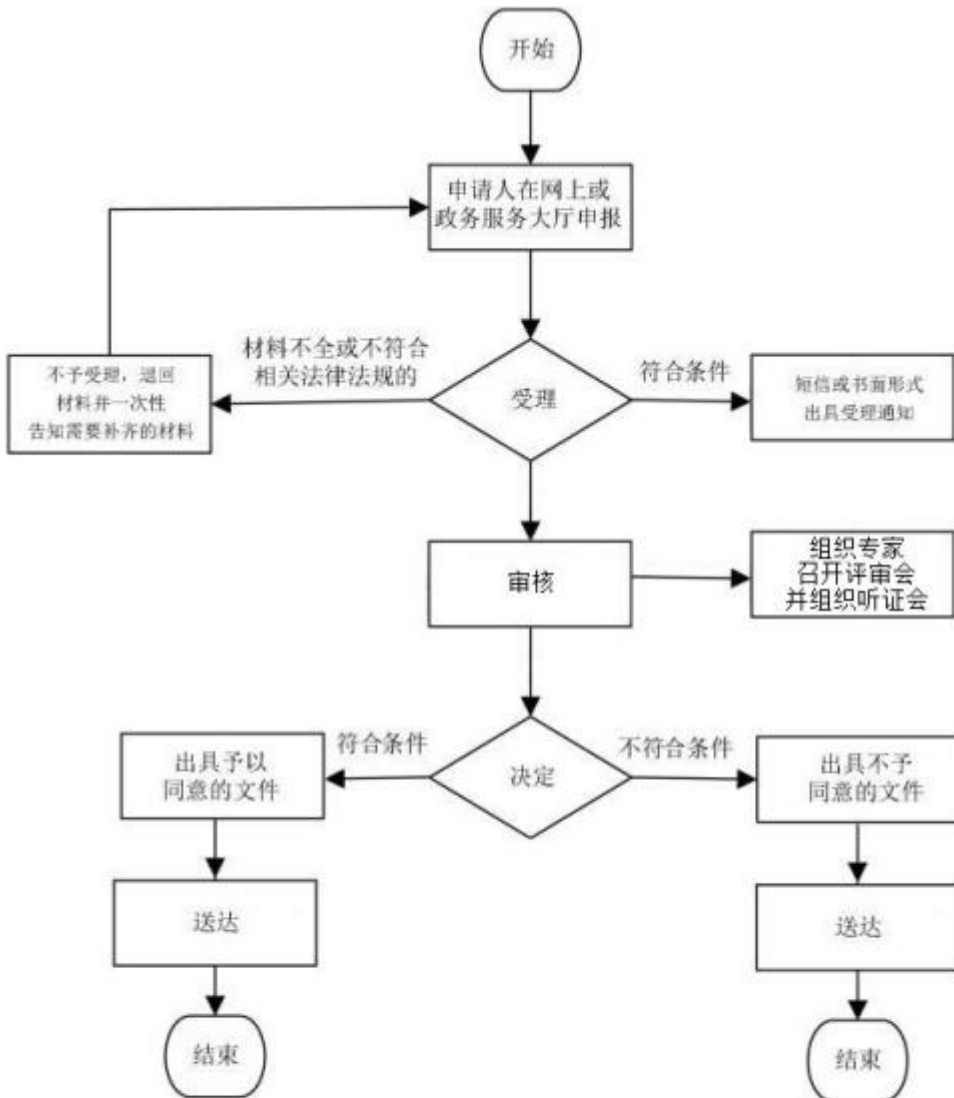 开始
申请人在网上或
政务服务大厅申报
材料不全或不符合
相关法律法规的
不予受理，退回
材料并一次性
告知需要补齐的材料
受理
符合条件
短信或书面形式
出具受理通知
审核
组织专家
召开评审会
并组织听证会
符合条件
决定
不符合条件
出具予以
同意的文件
出具不予
同意的文件
送达
送达
结束
结束